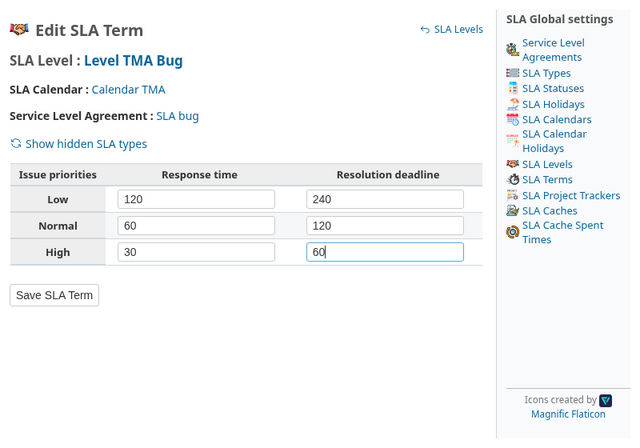 Edit SLA Term
SLA Levels
SLA Level : Level TMA Bug
SLA Calendar : Calendar TMA
Service Level Agreement : SLA bug
Show hidden SLA types
Issue priorities Response time Resolution deadline
Low 120 240
Normal 60 120
High 30 60
Save SLA Term
SLA Global settings
Service Level
Agreements
SLA Types
SLA Statuses
SLA Holidays
SLA Calendars
SLA Calendar
Holidays
SLA Levels
SLA Terms
SLA Project Trackers
SLA Caches
SLA Cache Spent
Times
Icons created by
Magnific Flaticon